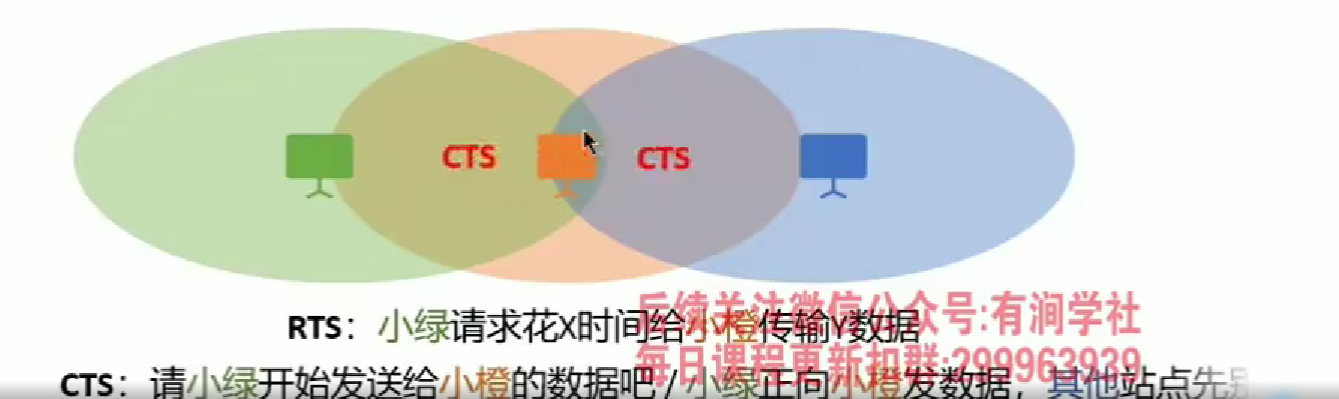 CTS CTS
RTS：小绿请求花X时间给小橙传输Y数据
后续关注微信公众号:有涧学社
每日课程更新扣群:299963939
CTS：请小绿开始发送给小橙的数据吧 / 小绿正向小橙发数据，其他站点先别